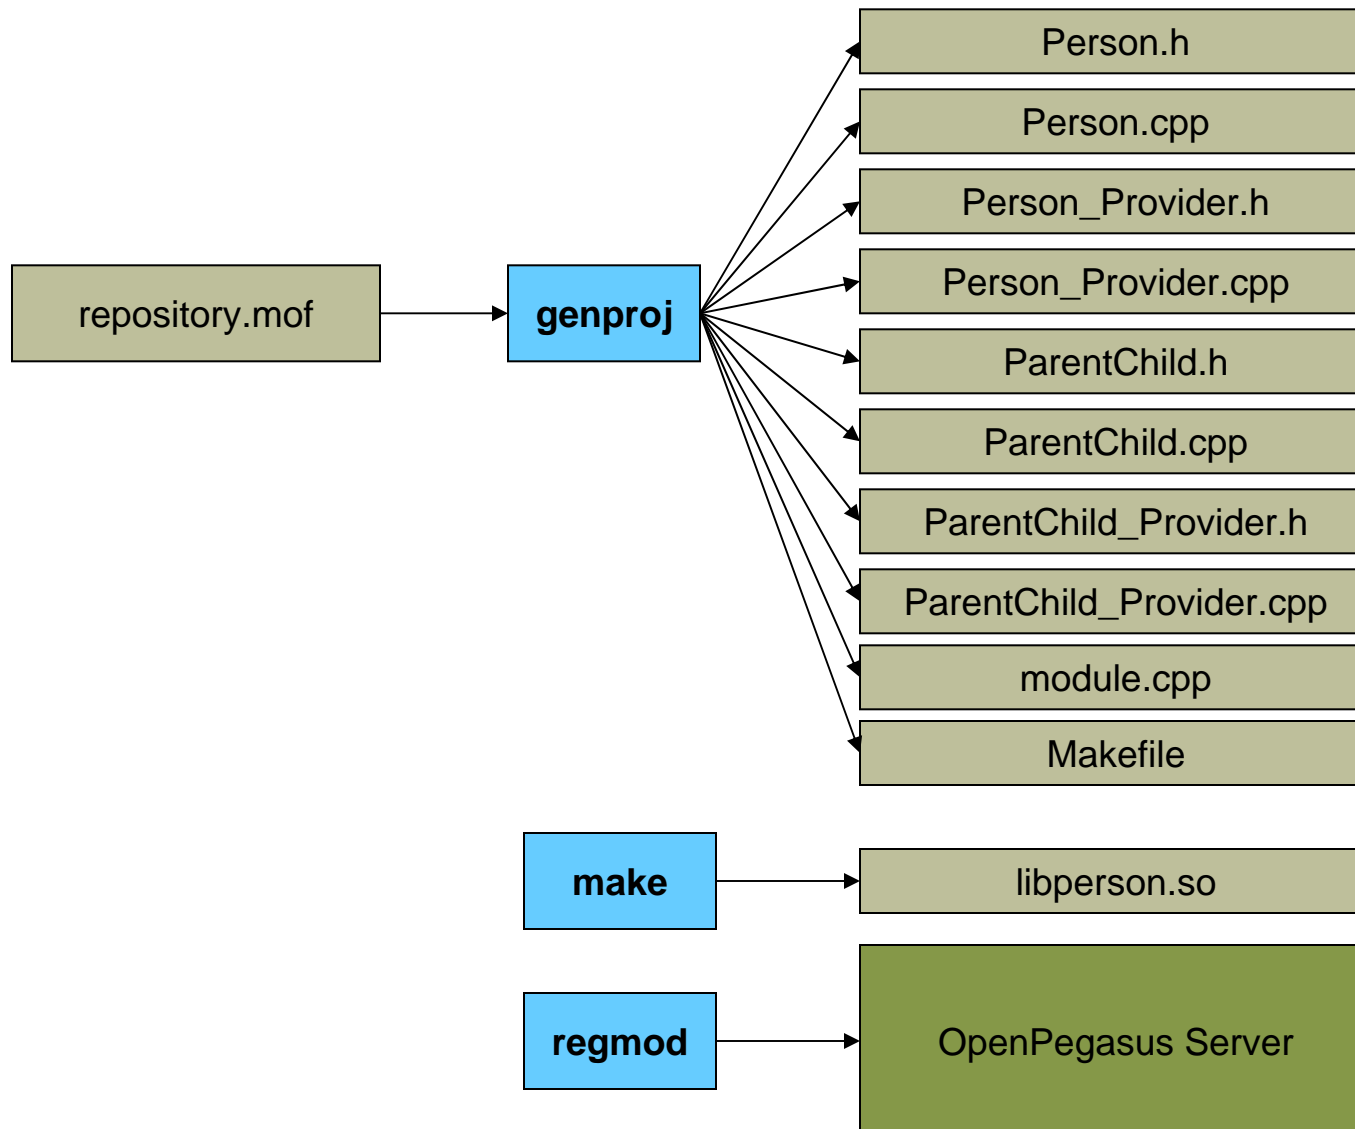 Person.h
Person.cpp
Person_Provider.h
Person_Provider.cpp
repository.mof
genproj
ParentChild.h
ParentChild.cpp
ParentChild_Provider.h
ParentChild_Provider.cpp
module.cpp
Makefile
make
libperson.so
regmod
OpenPegasus Server